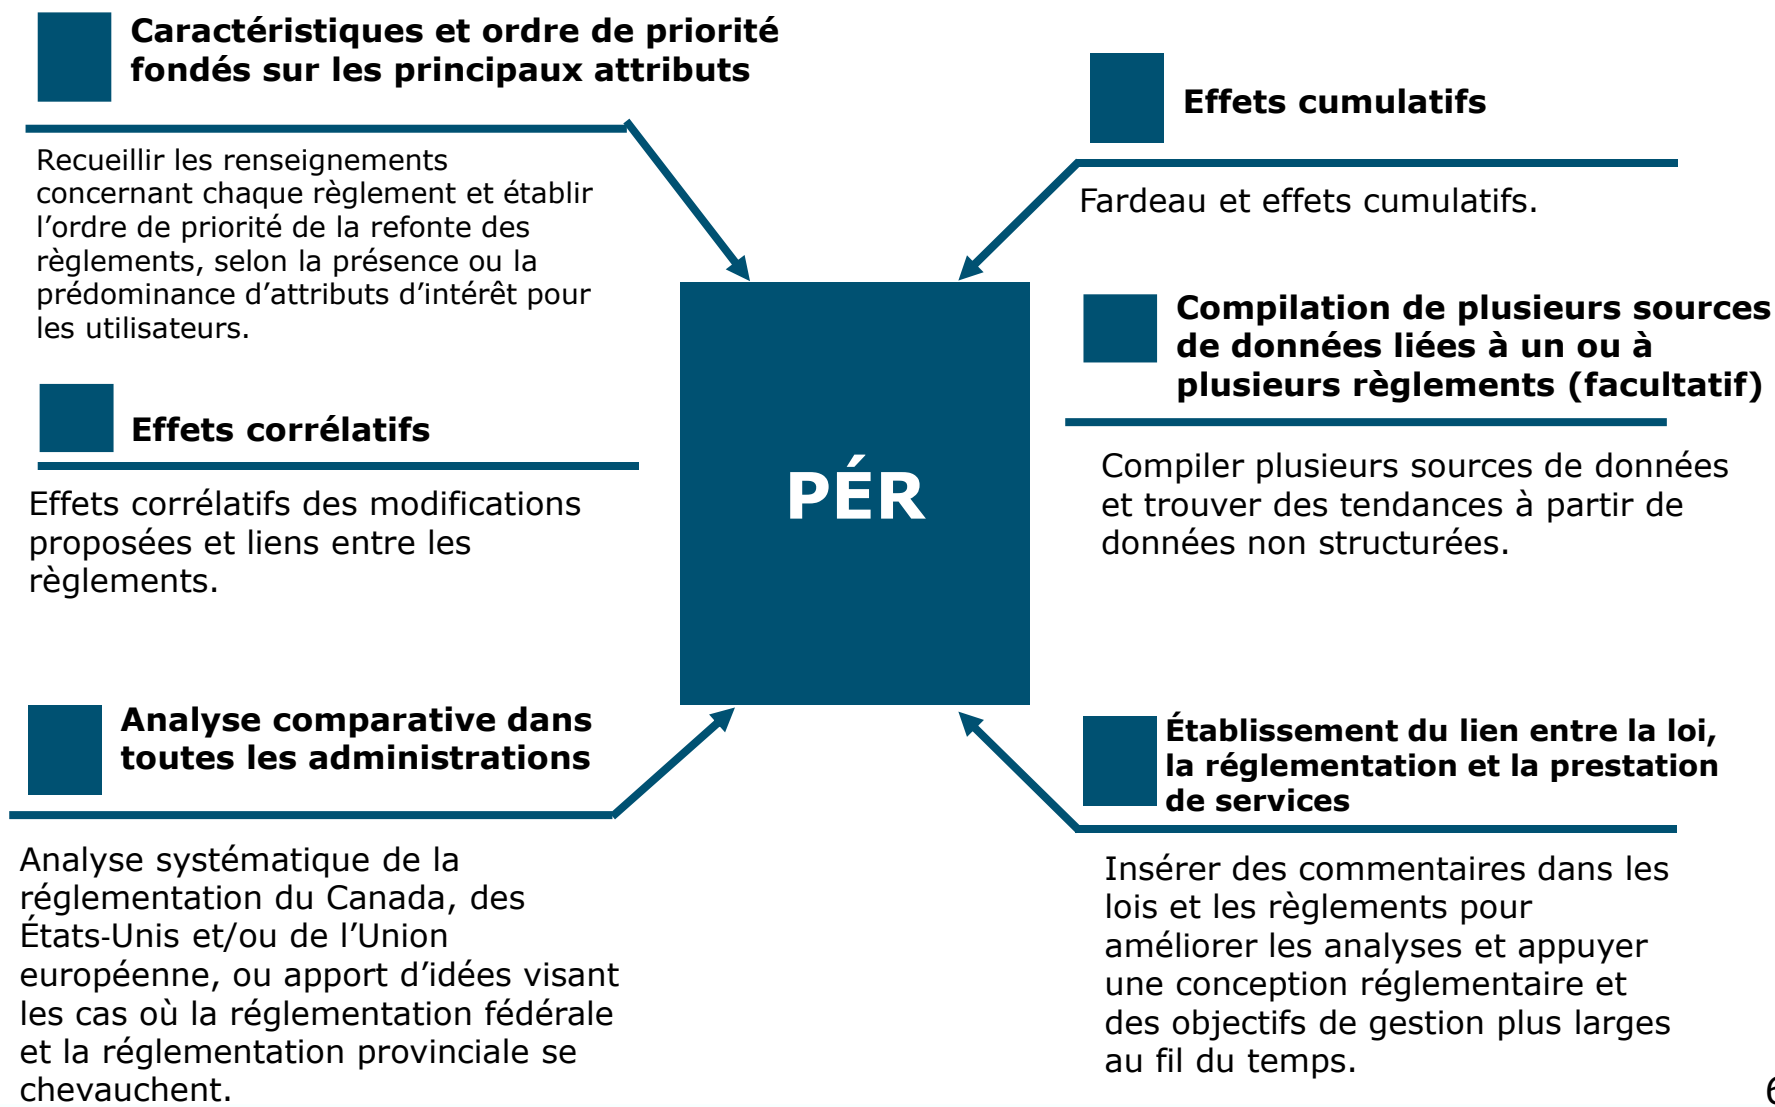 Caractéristiques et ordre de priorité
fondés sur les principaux attributs
Recueillir les renseignements
concernant chaque règlement et établir
l’ordre de priorité de la refonte des
règlements, selon la présence ou la
prédominance d’attributs d’intérêt pour
les utilisateurs.
Effets corrélatifs
Effets corrélatifs des modifications
proposées et liens entre les
règlements.
Analyse comparative dans
toutes les administrations
Analyse systématique de la
réglementation du Canada, des
États-Unis et/ou de l’Union
européenne, ou apport d’idées visant
les cas où la réglementation fédérale
et la réglementation provinciale se
chevauchent.
PÉR
Effets cumulatifs
Fardeau et effets cumulatifs.
Compilation de plusieurs sources
de données liées à un ou à
plusieurs règlements (facultatif)
Compiler plusieurs sources de données
et trouver des tendances à partir de
données non structurées.
Établissement du lien entre la loi,
la réglementation et la prestation
de services
Insérer des commentaires dans les
lois et les règlements pour
améliorer les analyses et appuyer
une conception réglementaire et
des objectifs de gestion plus larges
au fil du temps.
6